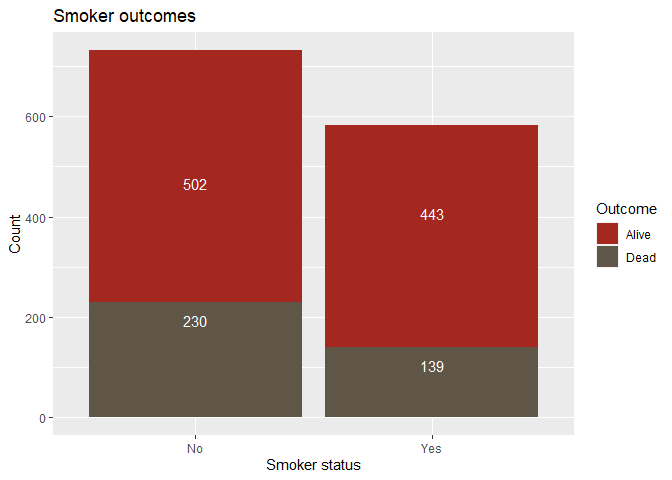 Smoker outcomes
Count
600
400
200
0
502
230
443
139
No
Yes
Smoker status
Outcome
Alive
Dead